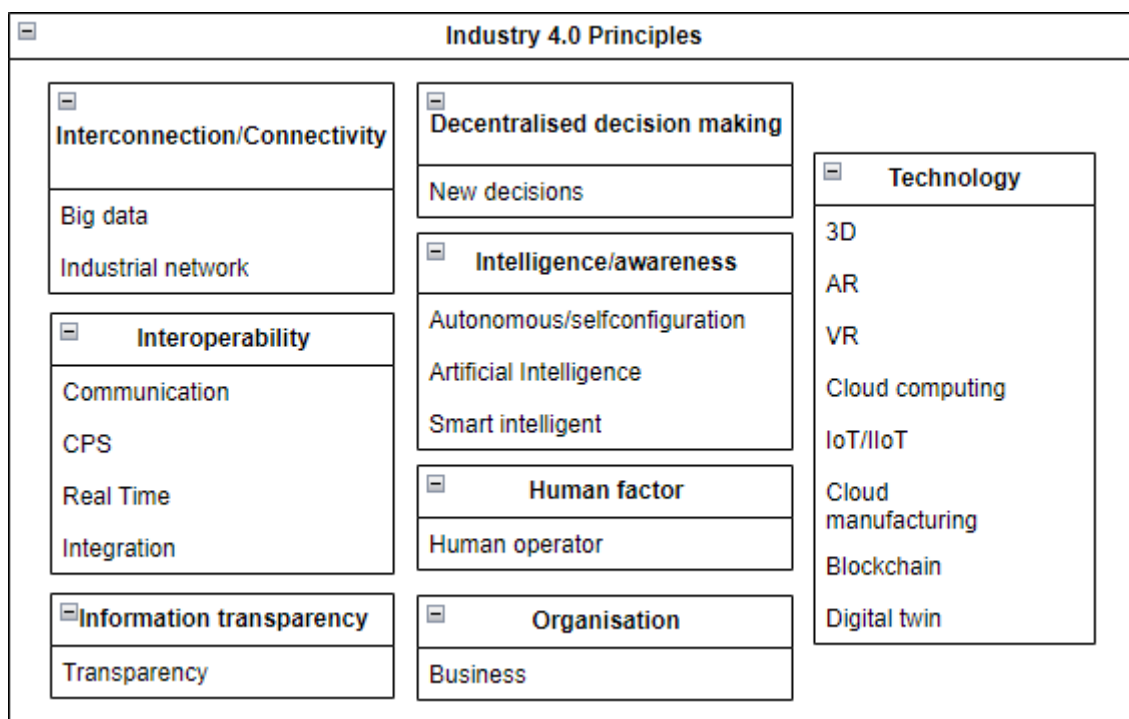 Industry 4.0 Principles
Interconnection/Connectivity
Big data
Industrial network
Interoperability
Communication
CPS
Real Time
Integration
Information transparency
Transparency
Decentralised decision making
New decisions
Intelligence/awareness
Autonomous/selfconfiguration
Artificial Intelligence
Smart intelligent
Human factor
Human operator
Organisation
Business
Technology
3D
AR
VR
Cloud computing
IoT/IIoT
Cloud
manufacturing
Blockchain
Digital twin